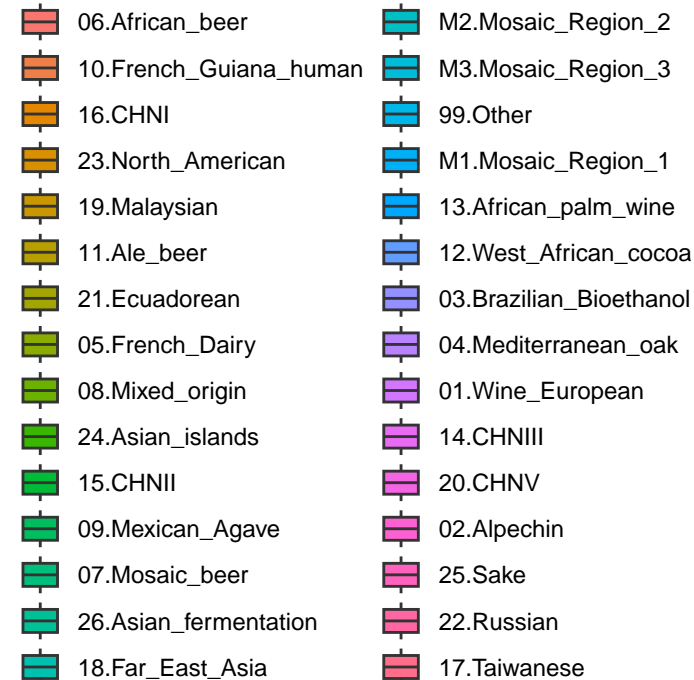 06.African_beer
10.French_Guiana_human
16.CHNI
23.North_American
19.Malaysian
11.Ale_beer
21.Ecuadorean
05.French_Dairy
08.Mixed_origin
24.Asian_islands
15.CHNII
09.Mexican_Agave
07.Mosaic_beer
26.Asian_fermentation
18.Far_East_Asia
M2.Mosaic_Region_2
M3.Mosaic_Region_3
99.Other
M1.Mosaic_Region_1
13.African_palm_wine
12.West_African_cocoa
03.Brazilian_Bioethanol
04.Mediterranean_oak
01.Wine_European
14.CHNIII
20.CHNV
02.Alpechin
25.Sake
22.Russian
17.Taiwanese